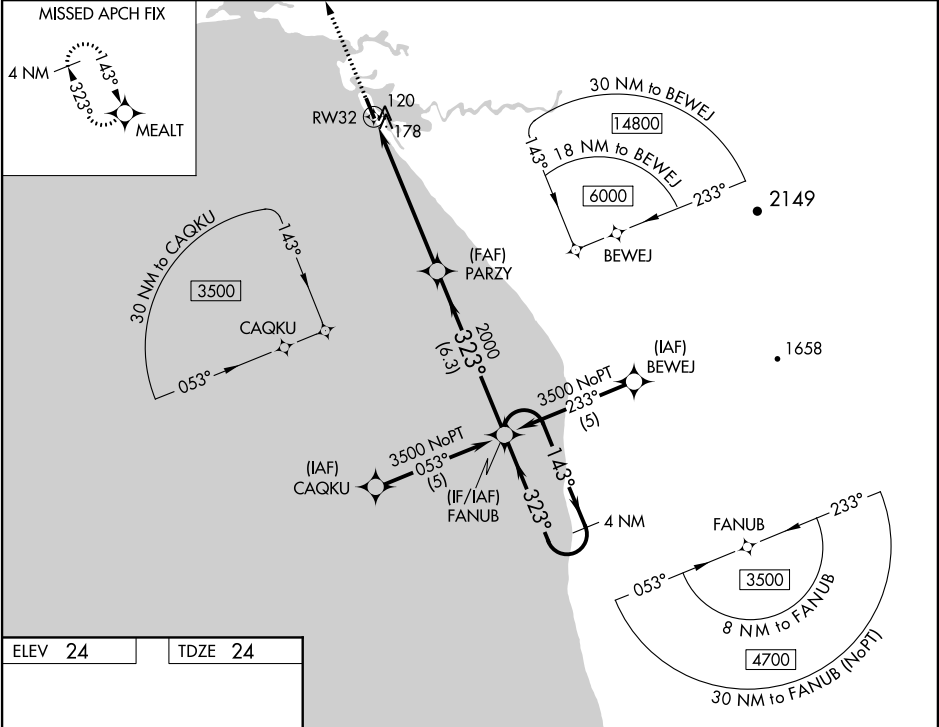 MISSED APCH FIX
4 NM
143°
323°
MEALT
RW32
120
178
30 NM to BEWEJ
14800
143°
18 NM to BEWEJ
6000
233°
BEWEJ
2149
30 NM to CAQKU
143°
3500
CAQKU
053°
(FAF)
PARZY
2000
323°
(6.3)
1658
(IAF)
BEWEJ
3500 NoPT
233°
(5)
3500 NoPT
053°
(5)
(IAF)
CAQKU
(IF/IAF)
FANUB
143°
323°
4 NM
FANUB
233°
053°
3500
8 NM to FANUB
4700
30 NM to FANUB (NoPT)
ELEV 24
TDZE 24